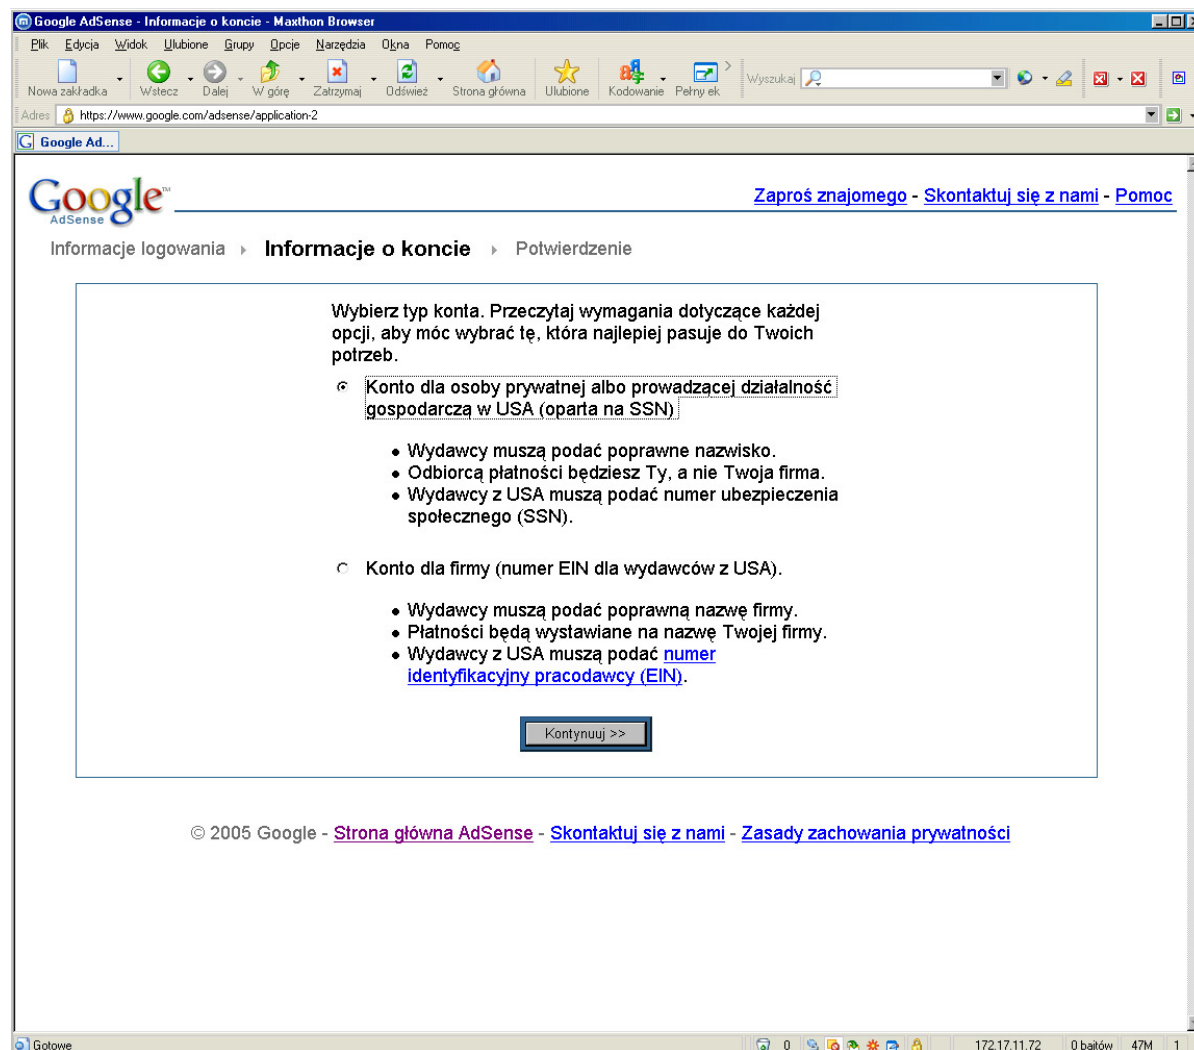 Google AdSense - Informacje o koncie - Maxthon Browser
Plik Edycja Widok Ulubione Grupy Opcje Narzędzia Okna Pomoc
Nowa zakładka Wstecz Dalej W górę Zatrzymaj Odśwież Strona główna Ulubione Kodowanie Pełny ek Wyszukaj
Adres https://www.google.com/adsense/application-2
Google Ad...
Google™
AdSense
Zaproś znajomego - Skontaktuj się z nami - Pomoc
Informacje logowania Informacje o koncie Potwierdzenie
Wybierz typ konta. Przeczytaj wymagania dotyczące każdej
opcji, aby móc wybrać tę, która najlepiej pasuje do Twoich
potrzeb.
Konto dla osoby prywatnej albo prowadzącej działalność
gospodarczą w USA (oparta na SSN)
• Wydawcy muszą podać poprawne nazwisko.
• Odbiorcą płatności będziesz Ty, a nie Twoja firma.
• Wydawcy z USA muszą podać numer ubezpieczenia
społecznego (SSN).
Konto dla firmy (numer EIN dla wydawców z USA).
• Wydawcy muszą podać poprawną nazwę firmy.
• Płatności będą wystawiane na nazwę Twojej firmy.
• Wydawcy z USA muszą podać numer
identyfikacyjny pracodawcy (EIN).
Kontynuuj >>
© 2005 Google - Strona główna AdSense - Skontaktuj się z nami - Zasady zachowania prywatności
Gotowe 0 172.17.11.72 0 bajtów 47M 1